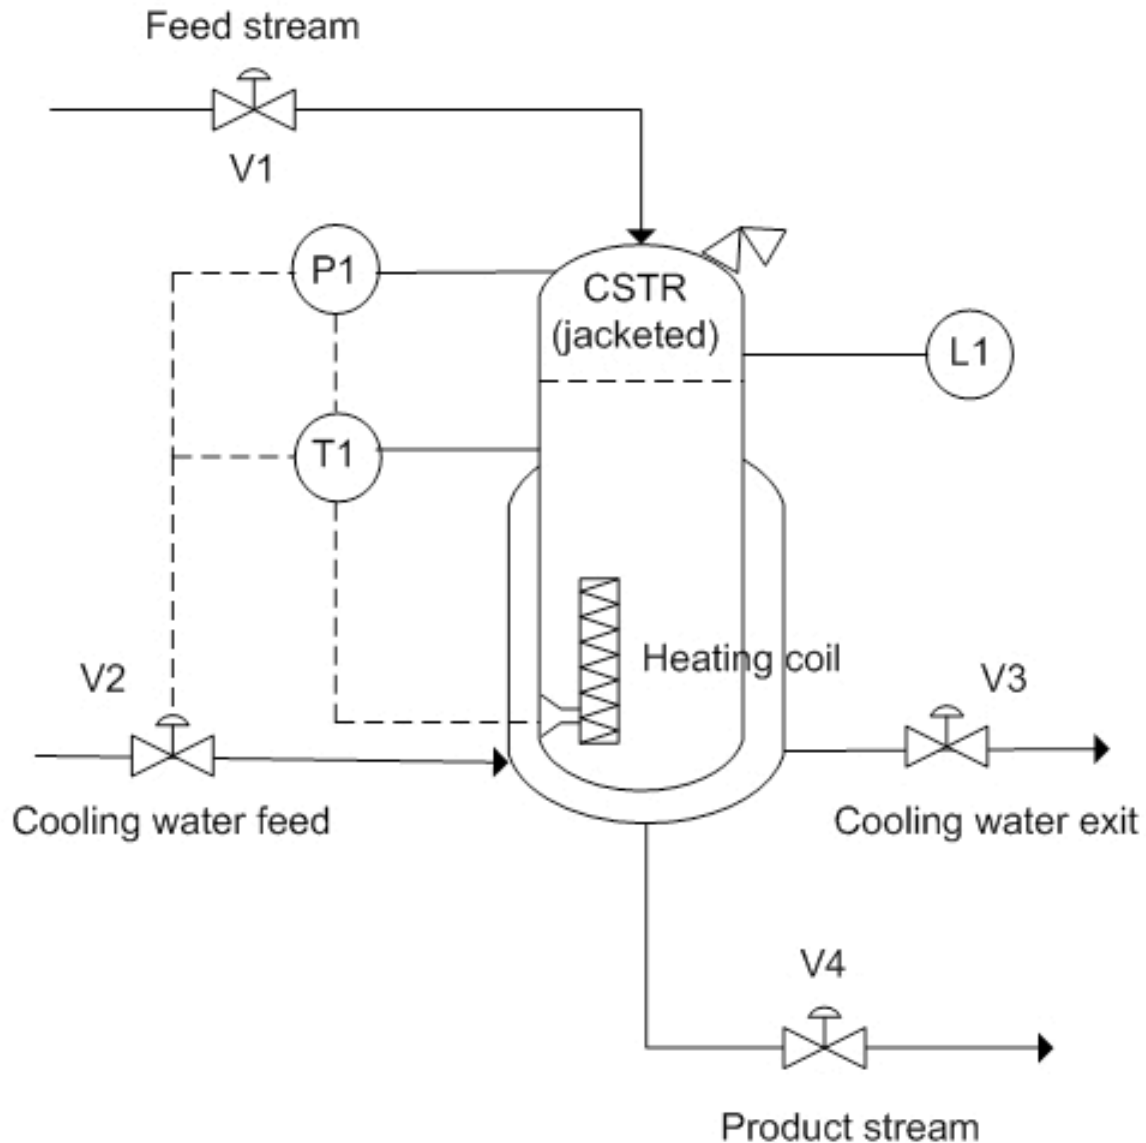 Feed stream
V1
P1
CSTR
(jacketed)
L1
T1
Heating coil
V2
V3
Cooling water feed
Cooling water exit
V4
Product stream